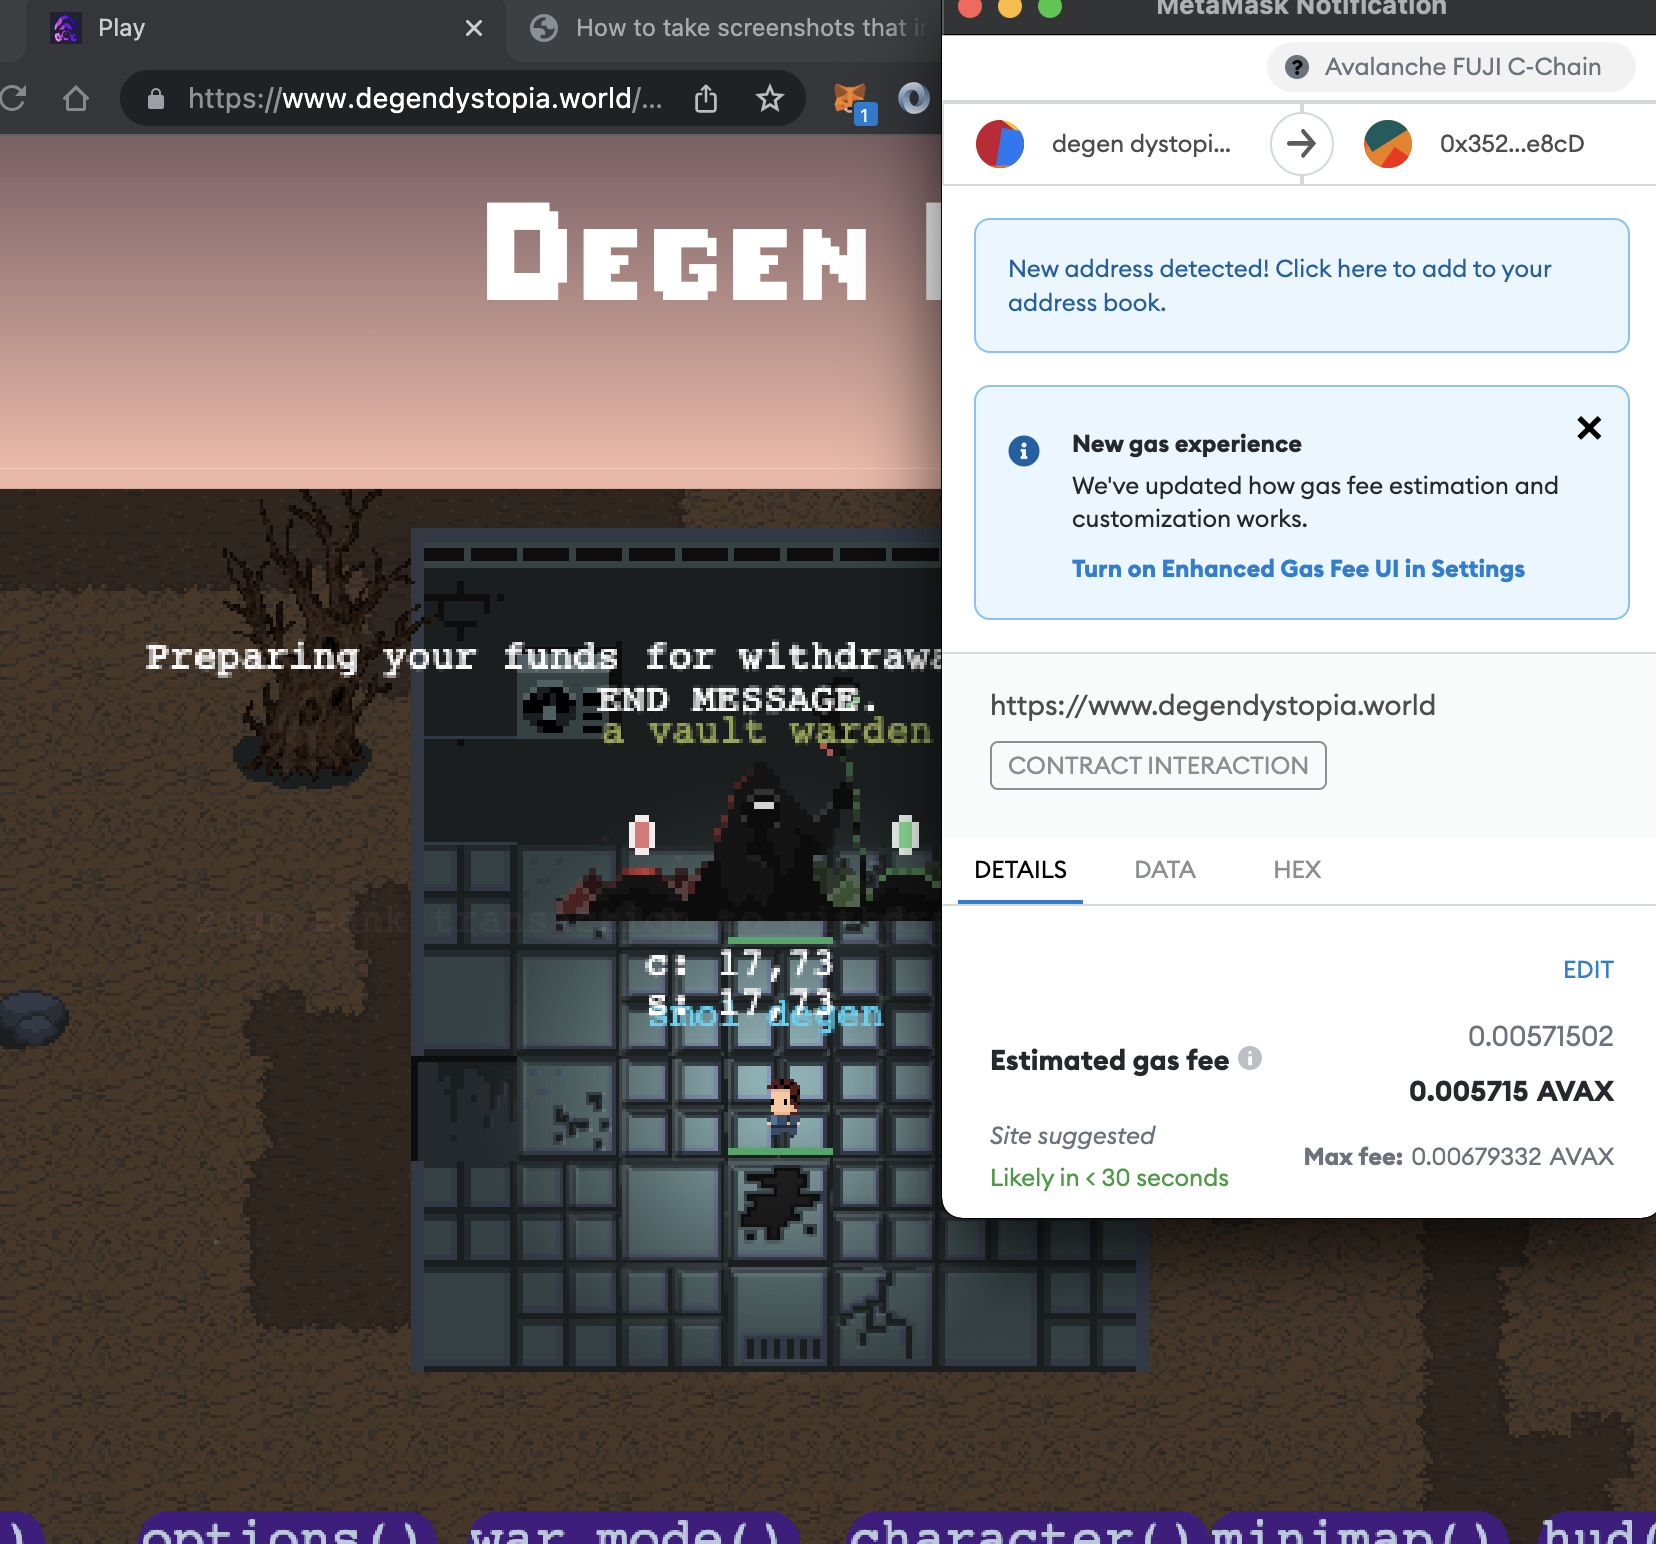 Play
How to take screenshots that
https://www.degendystopia.world/...
1
DEGEN
Preparing your funds for
END MESSAGE.
a vault warden
c: 17,73
s: 17,73
smol degen
options()
war mode()
character()
minimap()
MetaMask Notification
Avalanche FUJI C-Chain
degen dystopi...
0x352...e8cD
New address detected! Click here to add to your
address book.
New gas experience
We've updated how gas fee estimation and
customization works.
Turn on Enhanced Gas Fee UI in Settings
https://www.degendystopia.world
CONTRACT INTERACTION
DETAILS
DATA
HEX
EDIT
0.00571502
Estimated gas fee
0.005715 AVAX
Site suggested
Max fee: 0.00679332 AVAX
Likely in < 30 seconds